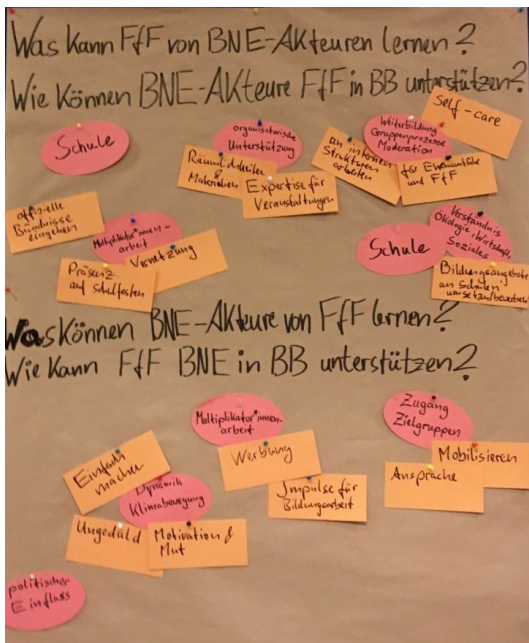 Was Kann FfF von BNE-AKteuren lernen?
Wie Können BNE-AKteure FfF in BB unterstützen?
Self-care
Schule
organisatorische
Unterstützung
Weiterbildung
Gruppenprozesse
Moderation
Räumlichkeiten
&
Materialien
Expertise für
Veranstaltungen
an internen
Strukturen
arbeiten
für Ehrenamtliche
und FfF
offizielle
Bündnisse
eingehen
Multiplikator*innen-
arbeit
Vernetzung
Präsenz
auf Schulfesten
Schule
Verständnis
Ökologie, Wirtschaft,
Soziales
Bildungsangebote
an Schulen
umsetzen/bewerben
Was Können BNE-AKteure von FfF lernen?
Wie Kann FfF BNE in BB unterstützen?
Multiplikator*innen-
arbeit
Zugang
Zielgruppen
Einfach
machen
Werbung
Mobilisieren
Ansprache
Dynamik
Klimabewegung
Impulse für
Bildungsarbeit
Ungeduld
Motivation &
Mut
politischer
Einfluss